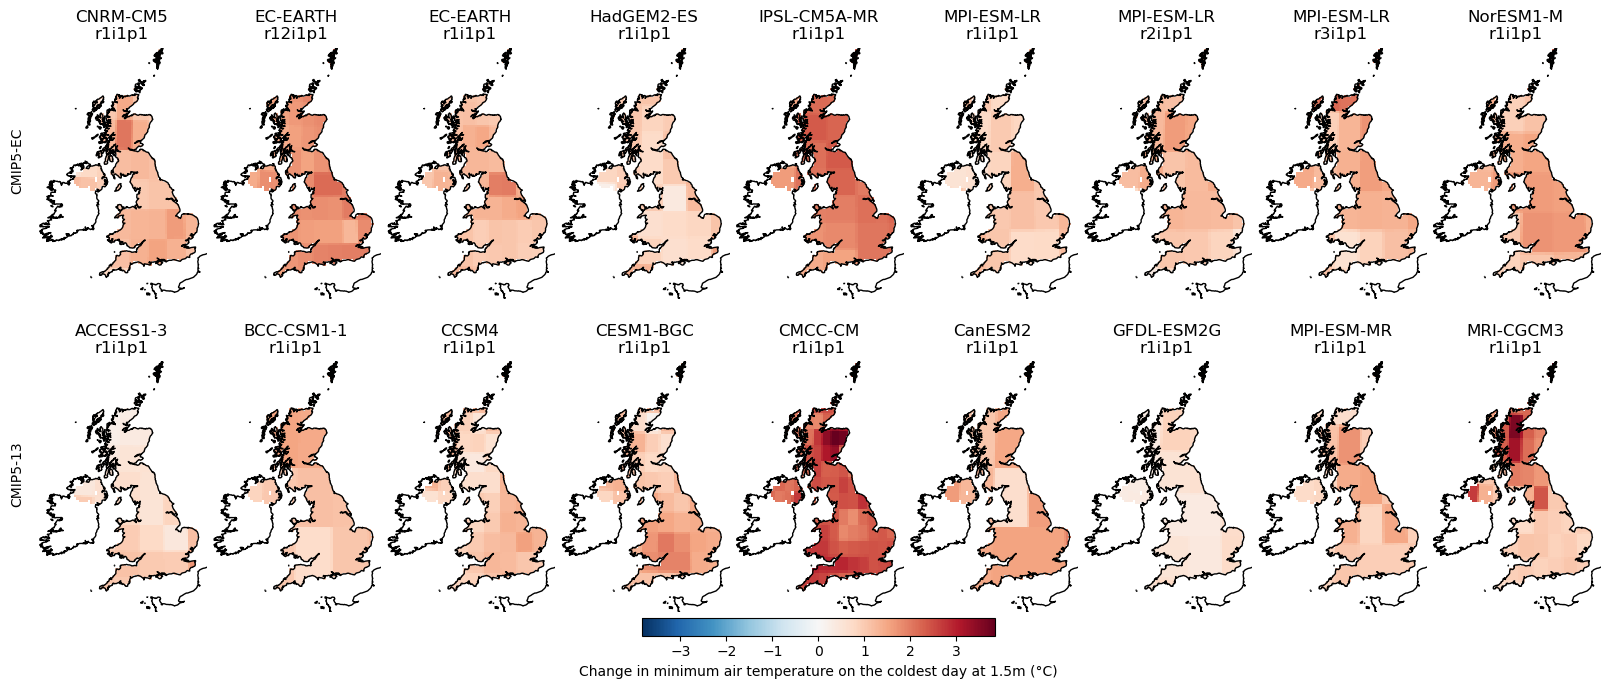 CNRM-CM5
r1i1p1
EC-EARTH
r12i1p1
EC-EARTH
r1i1p1
HadGEM2-ES
r1i1p1
IPSL-CM5A-MR
r1i1p1
MPI-ESM-LR
r1i1p1
MPI-ESM-LR
r2i1p1
MPI-ESM-LR
r3i1p1
NorESM1-M
r1i1p1
CMIP5-EC
ACCESS1-3
r1i1p1
BCC-CSM1-1
r1i1p1
CCSM4
r1i1p1
CESM1-BGC
r1i1p1
CMCC-CM
r1i1p1
CanESM2
r1i1p1
GFDL-ESM2G
r1i1p1
MPI-ESM-MR
r1i1p1
MRI-CGCM3
r1i1p1
CMIP5-13
−3 −2 −1 0 1 2 3
Change in minimum air temperature on the coldest day at 1.5m (°C)